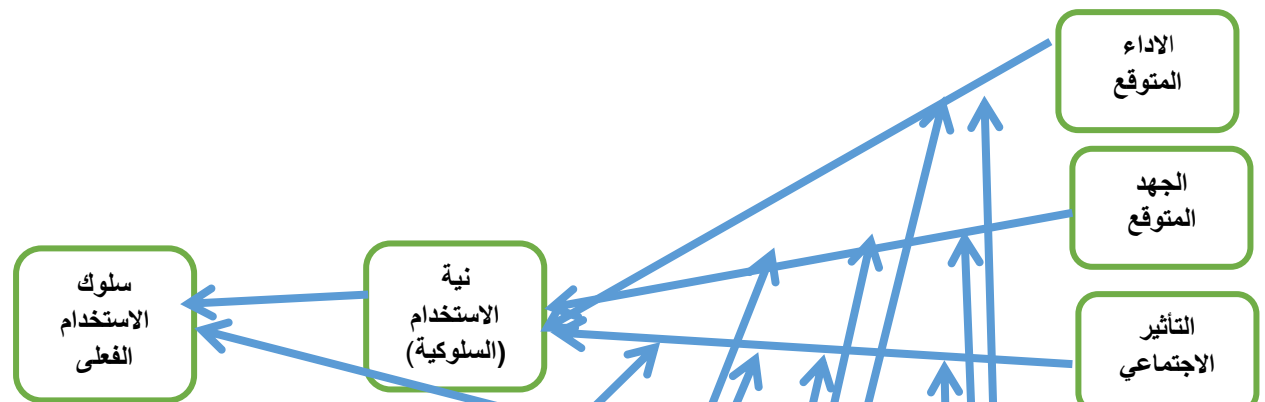 الاداء
المتوقع
الجهد
المتوقع
التأثير
الاجتماعي
نية
الاستخدام
(السلوكية)
سلوك
الاستخدام
الفعلى